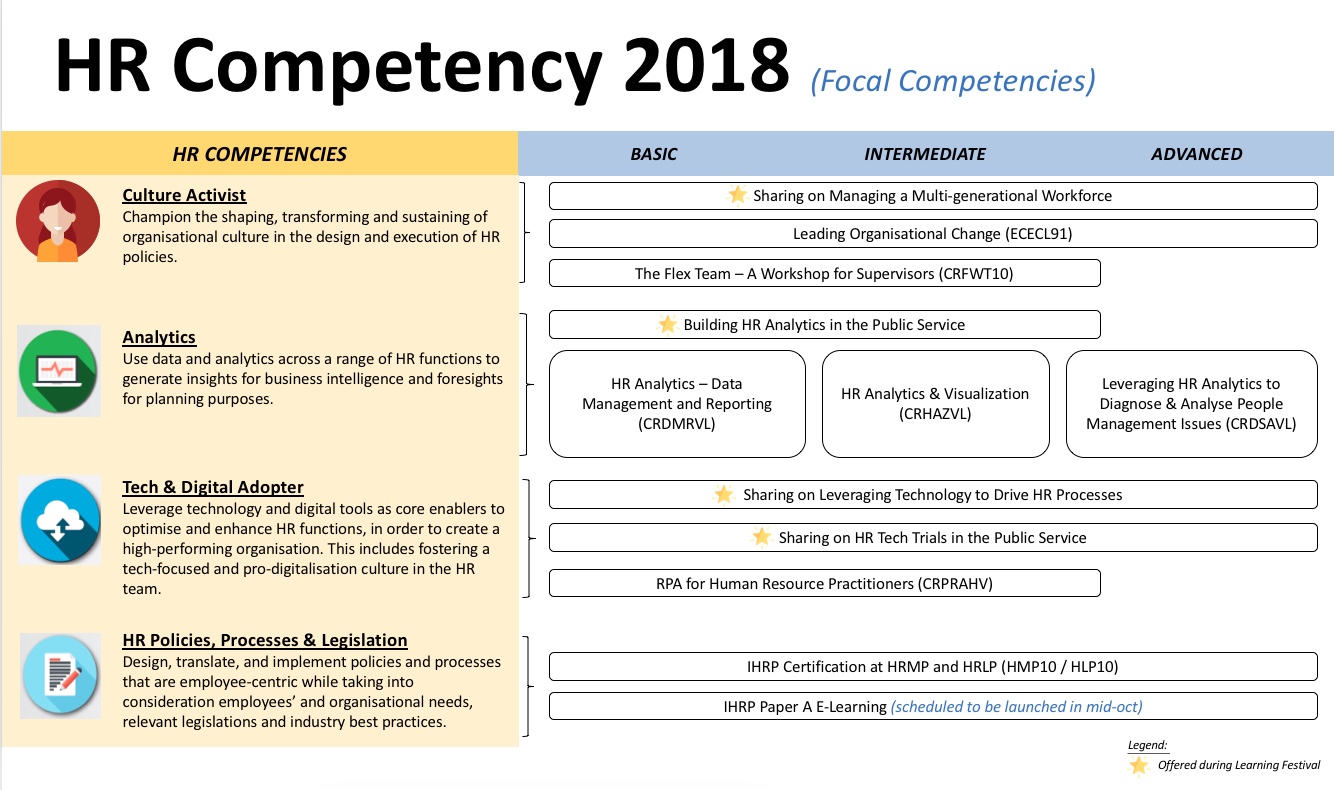 HR Competency 2018 (Focal Competencies)
HR COMPETENCIES
BASIC
INTERMEDIATE
ADVANCED
Culture Activist
Champion the shaping, transforming and sustaining of
organisational culture in the design and execution of HR
policies.
Sharing on Managing a Multi-generational Workforce
Leading Organisational Change (ECECL91)
The Flex Team – A Workshop for Supervisors (CRFWT10)
Analytics
Use data and analytics across a range of HR functions to
generate insights for business intelligence and foresights
for planning purposes.
Building HR Analytics in the Public Service
HR Analytics – Data
Management and Reporting
(CRDMRVL)
HR Analytics & Visualization
(CRHAZVL)
Leveraging HR Analytics to
Diagnose & Analyse People
Management Issues (CRDSAVL)
Tech & Digital Adopter
Leverage technology and digital tools as core enablers to
optimise and enhance HR functions, in order to create a
high-performing organisation. This includes fostering a
tech-focused and pro-digitalisation culture in the HR
team.
Sharing on Leveraging Technology to Drive HR Processes
Sharing on HR Tech Trials in the Public Service
RPA for Human Resource Practitioners (CRPRAHV)
HR Policies, Processes & Legislation
Design, translate, and implement policies and processes
that are employee-centric while taking into
consideration employees’ and organisational needs,
relevant legislations and industry best practices.
IHRP Certification at HRMP and HRLP (HMP10 / HLP10)
IHRP Paper A E-Learning (scheduled to be launched in mid-oct)
Legend:
Offered during Learning Festival